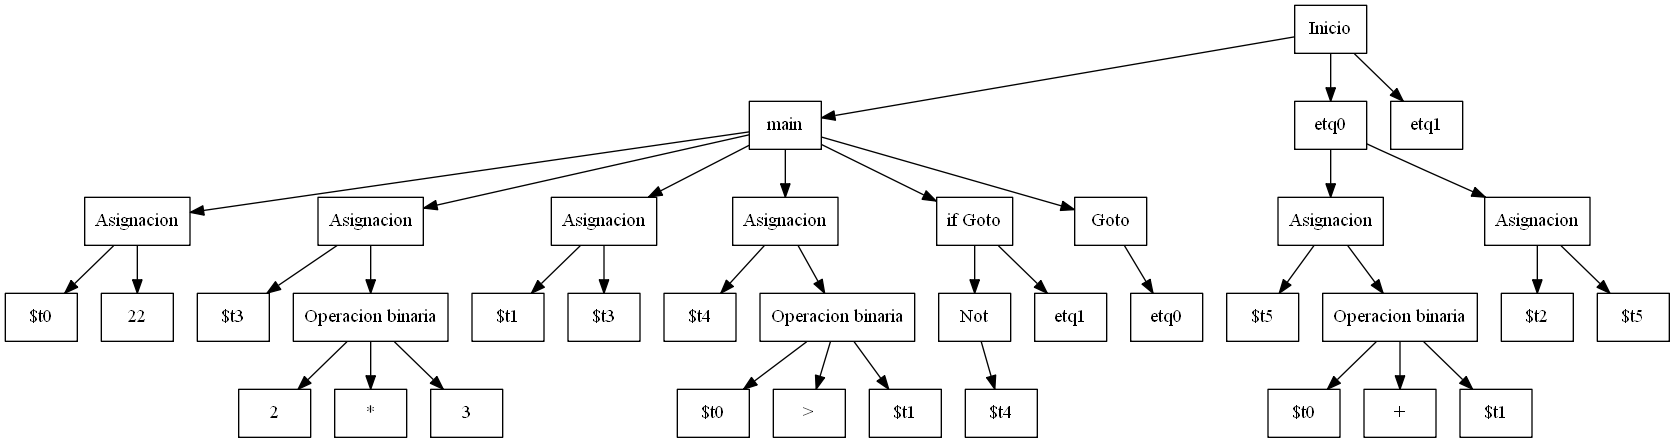 Inicio
main etq0 etq1
Asignacion Asignacion Asignacion Asignacion if Goto Goto Asignacion Asignacion
$t0 22 $t3 Operacion binaria $t1 $t3 $t4 Operacion binaria Not etq1 etq0 $t5 Operacion binaria $t2 $t5
2 * 3 $t0 > $t1 $t4 $t0 + $t1